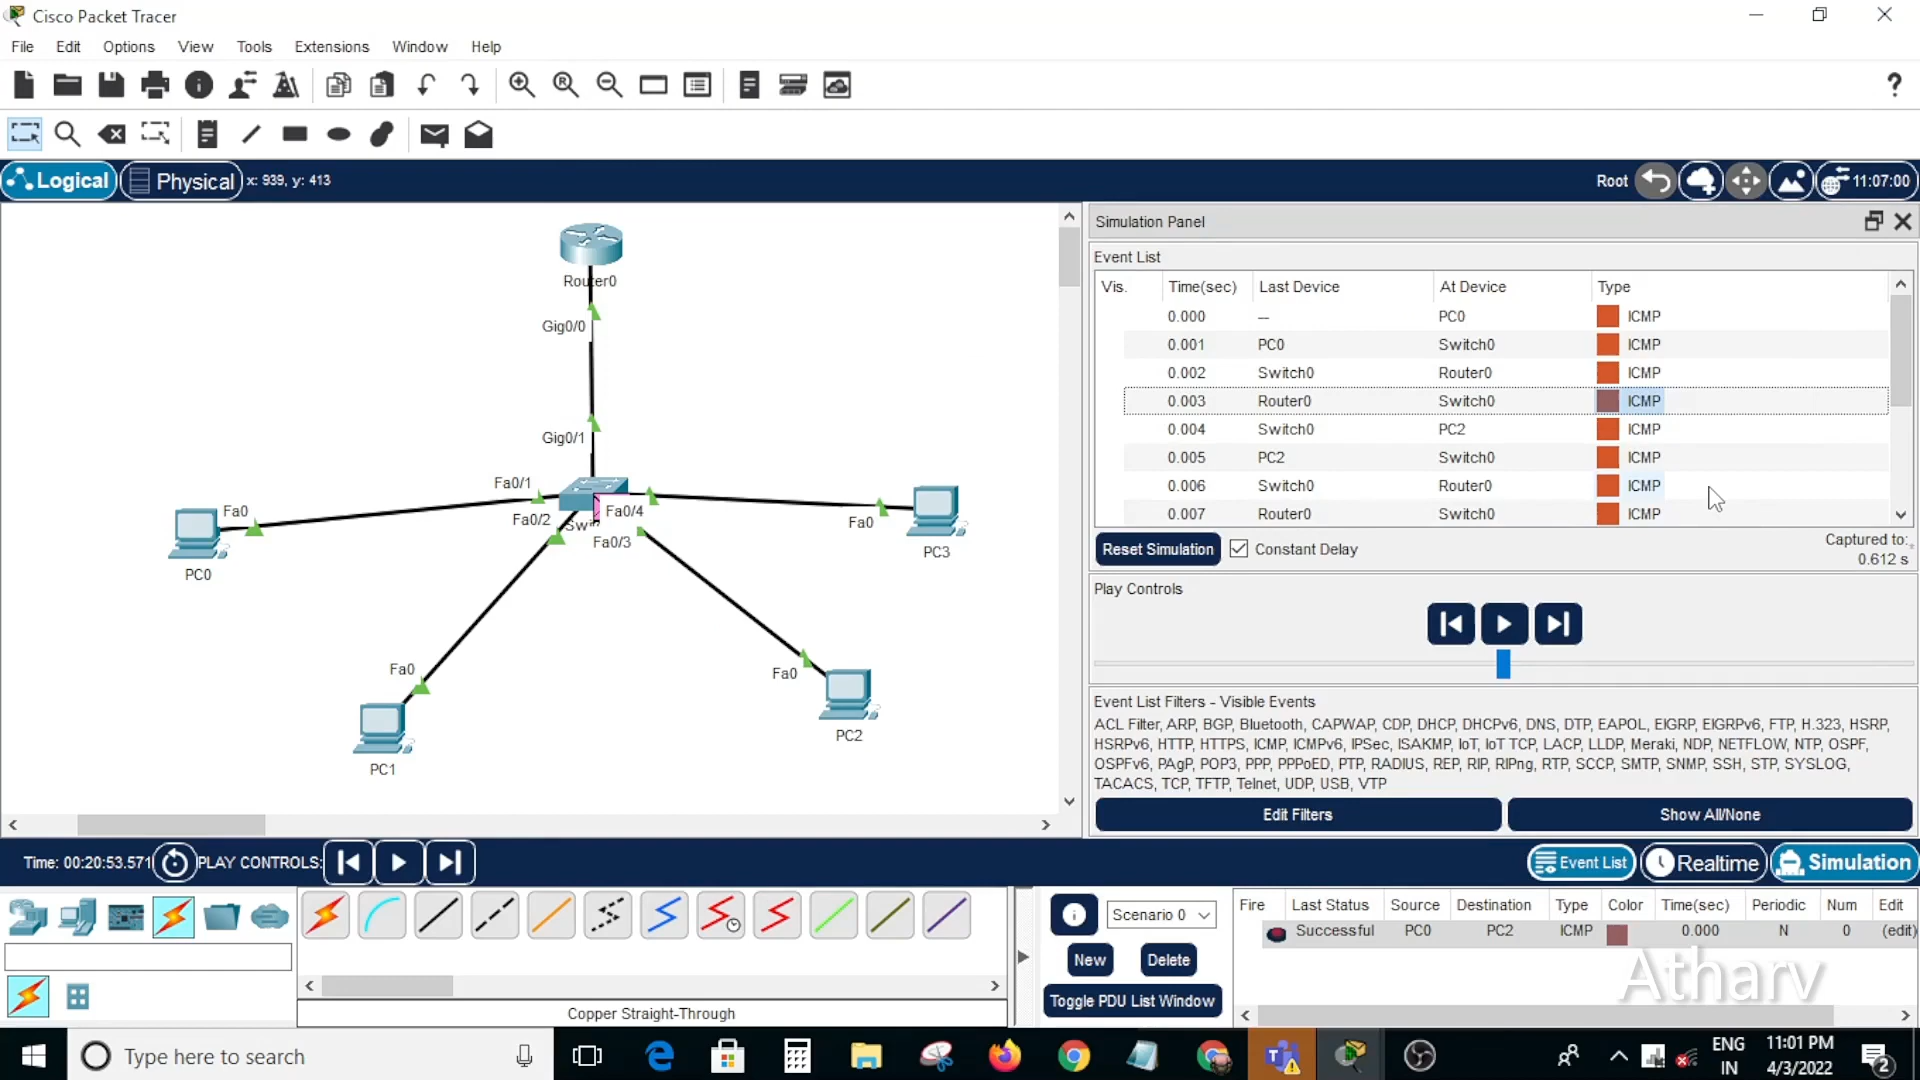 Cisco Packet Tracer
File Edit Options View Tools Extensions Window Help
Logical Physical x: 939, y: 413 Root 11:07:00
Router0
Gig0/0
Gig0/1
Fa0/1
Fa0
Fa0/2
Fa0/4
Fa0/3
Fa0
PC0
PC3
Fa0
PC1
Fa0
PC2
Simulation Panel
Event List
Vis. Time(sec) Last Device At Device Type
0.000 -- PC0 ICMP
0.001 PC0 Switch0 ICMP
0.002 Switch0 Router0 ICMP
0.003 Router0 Switch0 ICMP
0.004 Switch0 PC2 ICMP
0.005 PC2 Switch0 ICMP
0.006 Switch0 Router0 ICMP
0.007 Router0 Switch0 ICMP
Reset Simulation Constant Delay Captured to:
0.612 s
Play Controls
Event List Filters - Visible Events
ACL Filter, ARP, BGP, Bluetooth, CAPWAP, CDP, DHCP, DHCPv6, DNS, DTP, EAPOL, EIGRP, EIGRPv6, FTP, H.323, HSRP,
HSRPv6, HTTP, HTTPS, ICMP, ICMPv6, IPSec, ISAKMP, IoT, IoT TCP, LACP, LLDP, Meraki, NDP, NETFLOW, NTP, OSPF,
OSPFv6, PAgP, POP3, PPP, PPPoED, PTP, RADIUS, REP, RIP, RIPng, RTP, SCCP, SMTP, SNMP, SSH, STP, SYSLOG,
TACACS, TCP, TFTP, Telnet, UDP, USB, VTP
Edit Filters Show All/None
Time: 00:20:53.571 PLAY CONTROLS: Event List Realtime Simulation
Scenario 0
New Delete
Toggle PDU List Window
Fire Last Status Source Destination Type Color Time(sec) Periodic Num Edit
Successful PC0 PC2 ICMP 0.000 N 0 (edit)
Copper Straight-Through
Atharv
Type here to search
ENG
IN
11:01 PM
4/3/2022
2